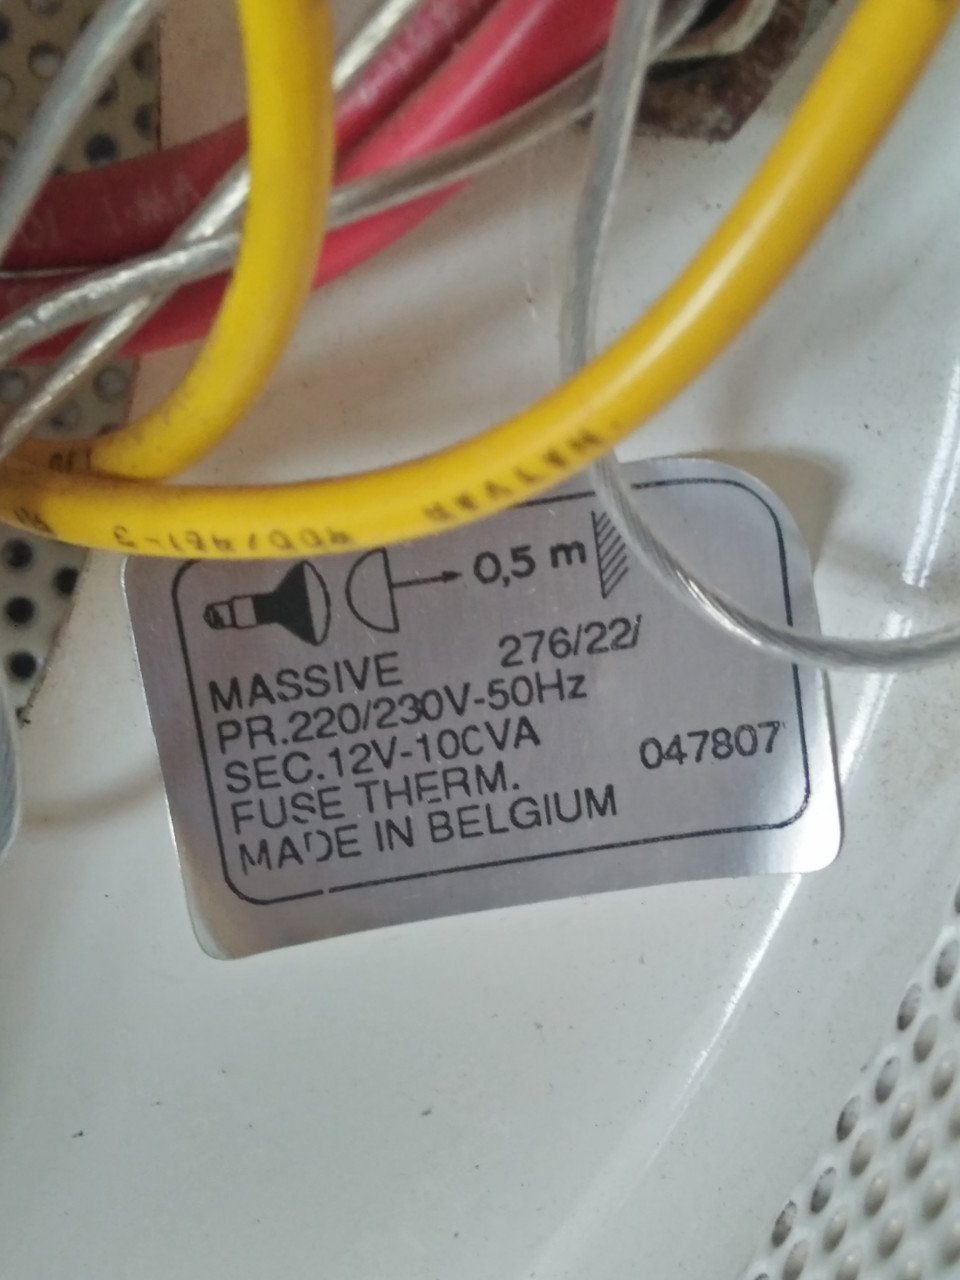 0,5 m
MASSIVE 276/22/
PR.220/230V-50Hz
SEC.12V-10CVA
047807
FUSE THERM.
MADE IN BELGIUM